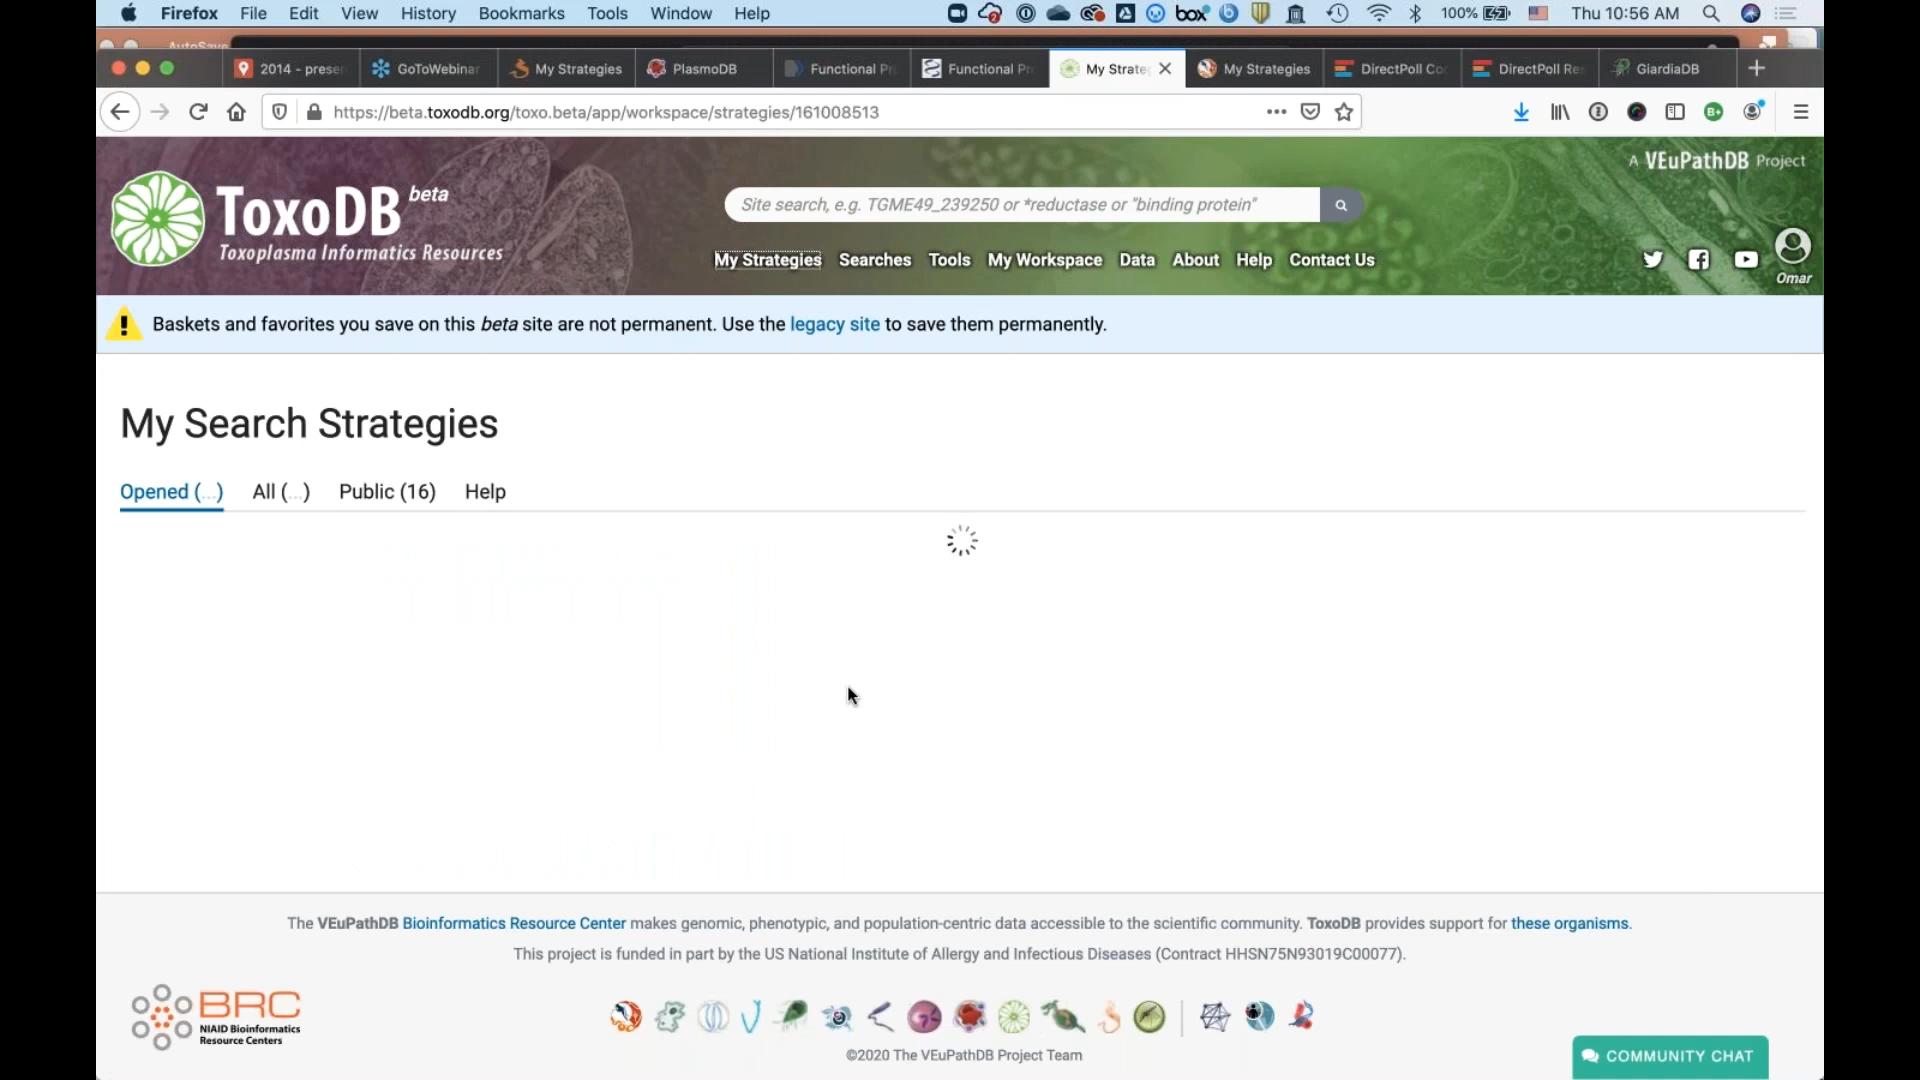 Firefox File Edit View History Bookmarks Tools Window Help box 100% Thu 10:56 AM
AutoSave
2014 - prese GoToWebinar My Strategies PlasmoDB Functional Pr Functional Pr My Strate My Strategies DirectPoll Co DirectPoll Re GiardiaDB
https://beta.toxodb.org/toxo.beta/app/workspace/strategies/161008513
A VEuPathDB Project
ToxoDB beta
Toxoplasma Informatics Resources
Site search, e.g. TGME49_239250 or *reductase or "binding protein"
My Strategies Searches Tools My Workspace Data About Help Contact Us
Omar
Baskets and favorites you save on this beta site are not permanent. Use the legacy site to save them permanently.
My Search Strategies
Opened (...) All (...) Public (16) Help
The VEuPathDB Bioinformatics Resource Center makes genomic, phenotypic, and population-centric data accessible to the scientific community. ToxoDB provides support for these organisms.
This project is funded in part by the US National Institute of Allergy and Infectious Diseases (Contract HHSN75N93019C00077).
BRC
NIAID Bioinformatics
Resource Centers
©2020 The VEuPathDB Project Team
COMMUNITY CHAT